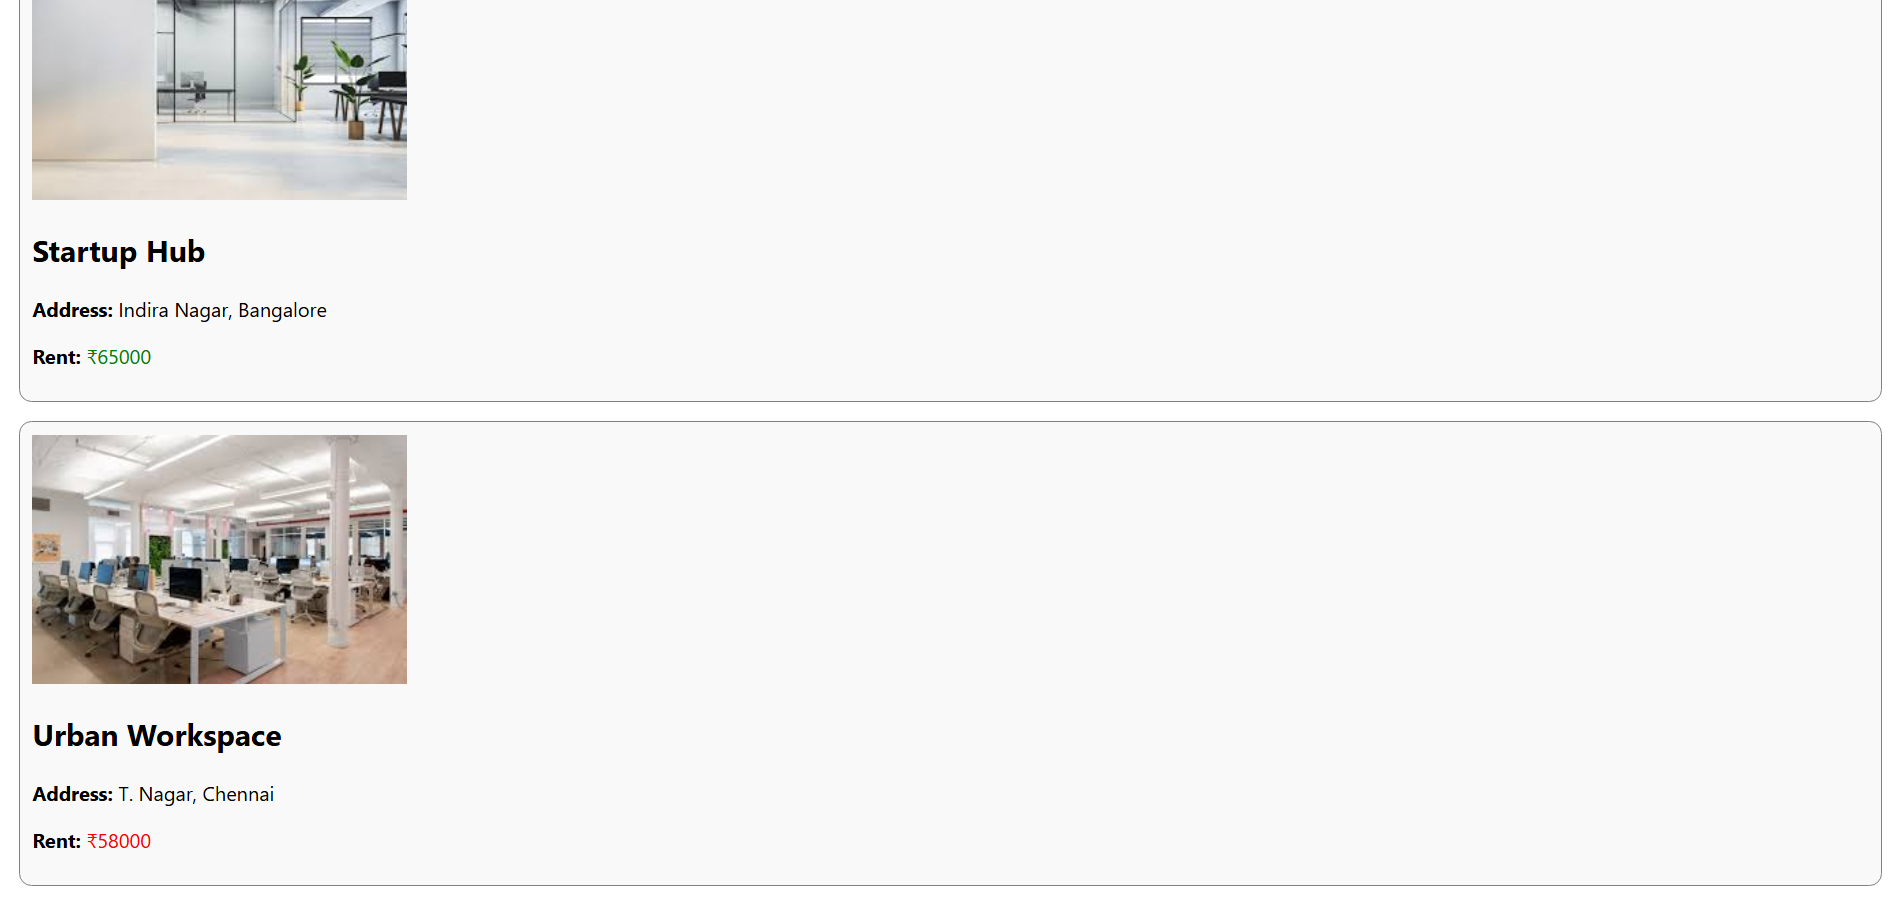 Startup Hub
Address: Indira Nagar, Bangalore
Rent: ₹65000
Urban Workspace
Address: T. Nagar, Chennai
Rent: ₹58000